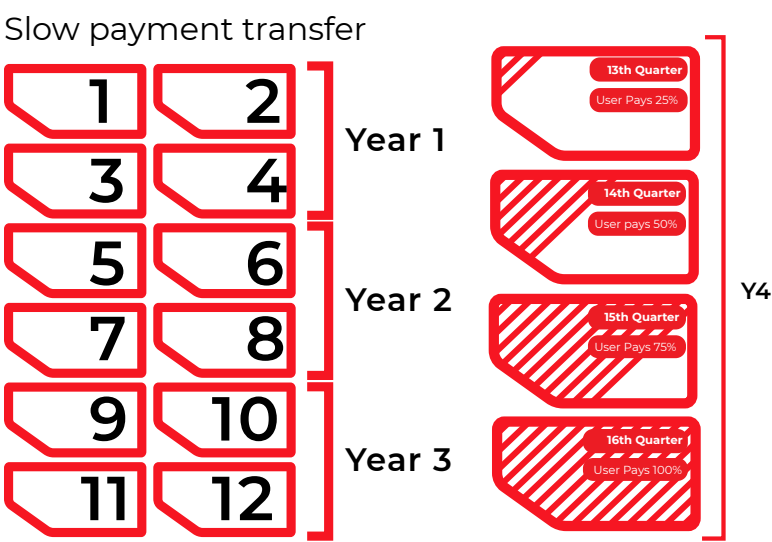 Slow payment transfer
1 2
3 4
Year 1
5 6
7 8
Year 2
9 10
11 12
Year 3
13th Quarter
User Pays 25%
14th Quarter
User pays 50%
15th Quarter
User Pays 75%
16th Quarter
User Pays 100%
Y4